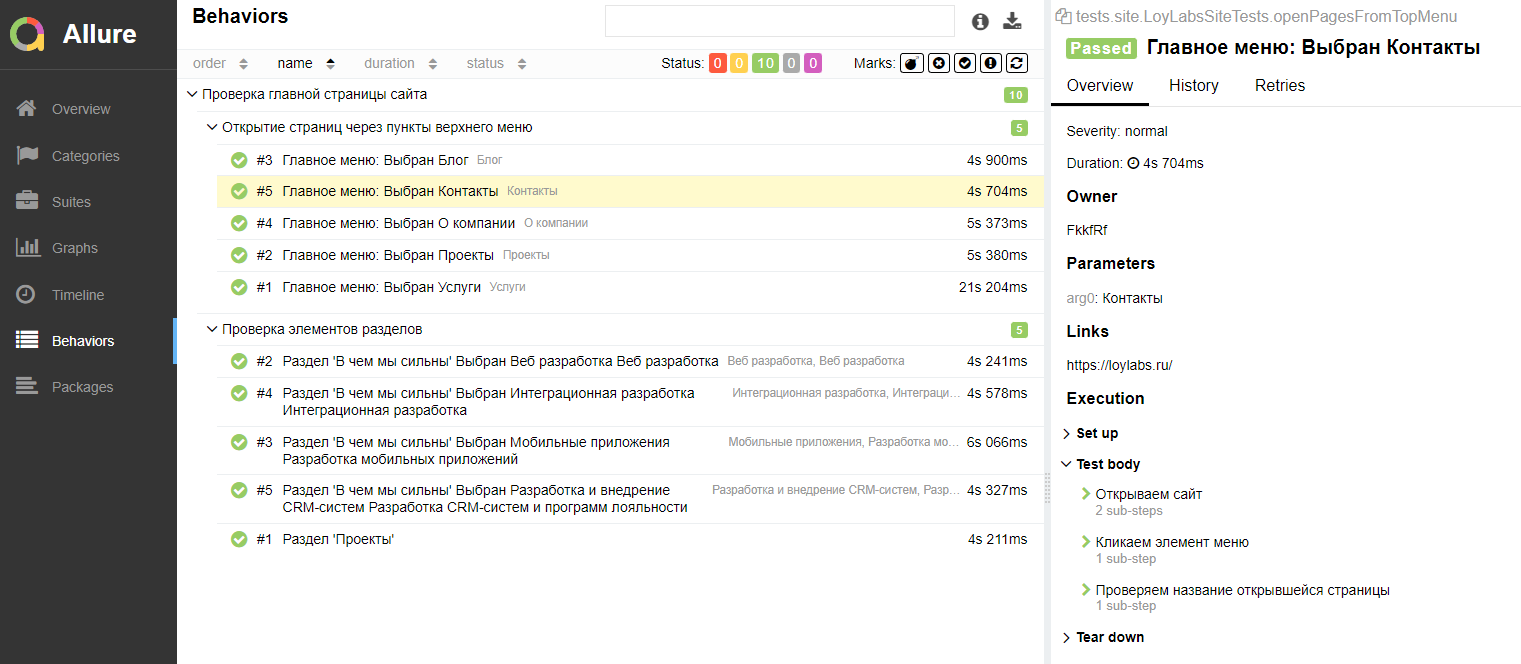 Allure
Overview
Categories
Suites
Graphs
Timeline
Behaviors
Packages
Behaviors
order name duration status Status: 0 0 10 0 0 Marks:
Проверка главной страницы сайта 10
Открытие страниц через пункты верхнего меню 5
#3 Главное меню: Выбран Блог Блог 4s 900ms
#5 Главное меню: Выбран Контакты Контакты 4s 704ms
#4 Главное меню: Выбран О компании О компании 5s 373ms
#2 Главное меню: Выбран Проекты Проекты 5s 380ms
#1 Главное меню: Выбран Услуги Услуги 21s 204ms
Проверка элементов разделов 5
#2 Раздел 'В чем мы сильны' Выбран Веб разработка Веб разработка Веб разработка, Веб разработка 4s 241ms
#4 Раздел 'В чем мы сильны' Выбран Интеграционная разработка Интеграционная разработка, Интеграци... 4s 578ms
Интеграционная разработка
#3 Раздел 'В чем мы сильны' Выбран Мобильные приложения Мобильные приложения, Разработка мо... 6s 066ms
Разработка мобильных приложений
#5 Раздел 'В чем мы сильны' Выбран Разработка и внедрение Разработка и внедрение CRM-систем, Разр... 4s 327ms
CRM-систем Разработка CRM-систем и программ лояльности
#1 Раздел 'Проекты' 4s 211ms
tests.site.LoyLabsSiteTests.openPagesFromTopMenu
Passed Главное меню: Выбран Контакты
Overview History Retries
Severity: normal
Duration: 4s 704ms
Owner
FkkfRf
Parameters
arg0: Контакты
Links
https://loylabs.ru/
Execution
Set up
Test body
Открываем сайт
2 sub-steps
Кликаем элемент меню
1 sub-step
Проверяем название открывшейся страницы
1 sub-step
Tear down